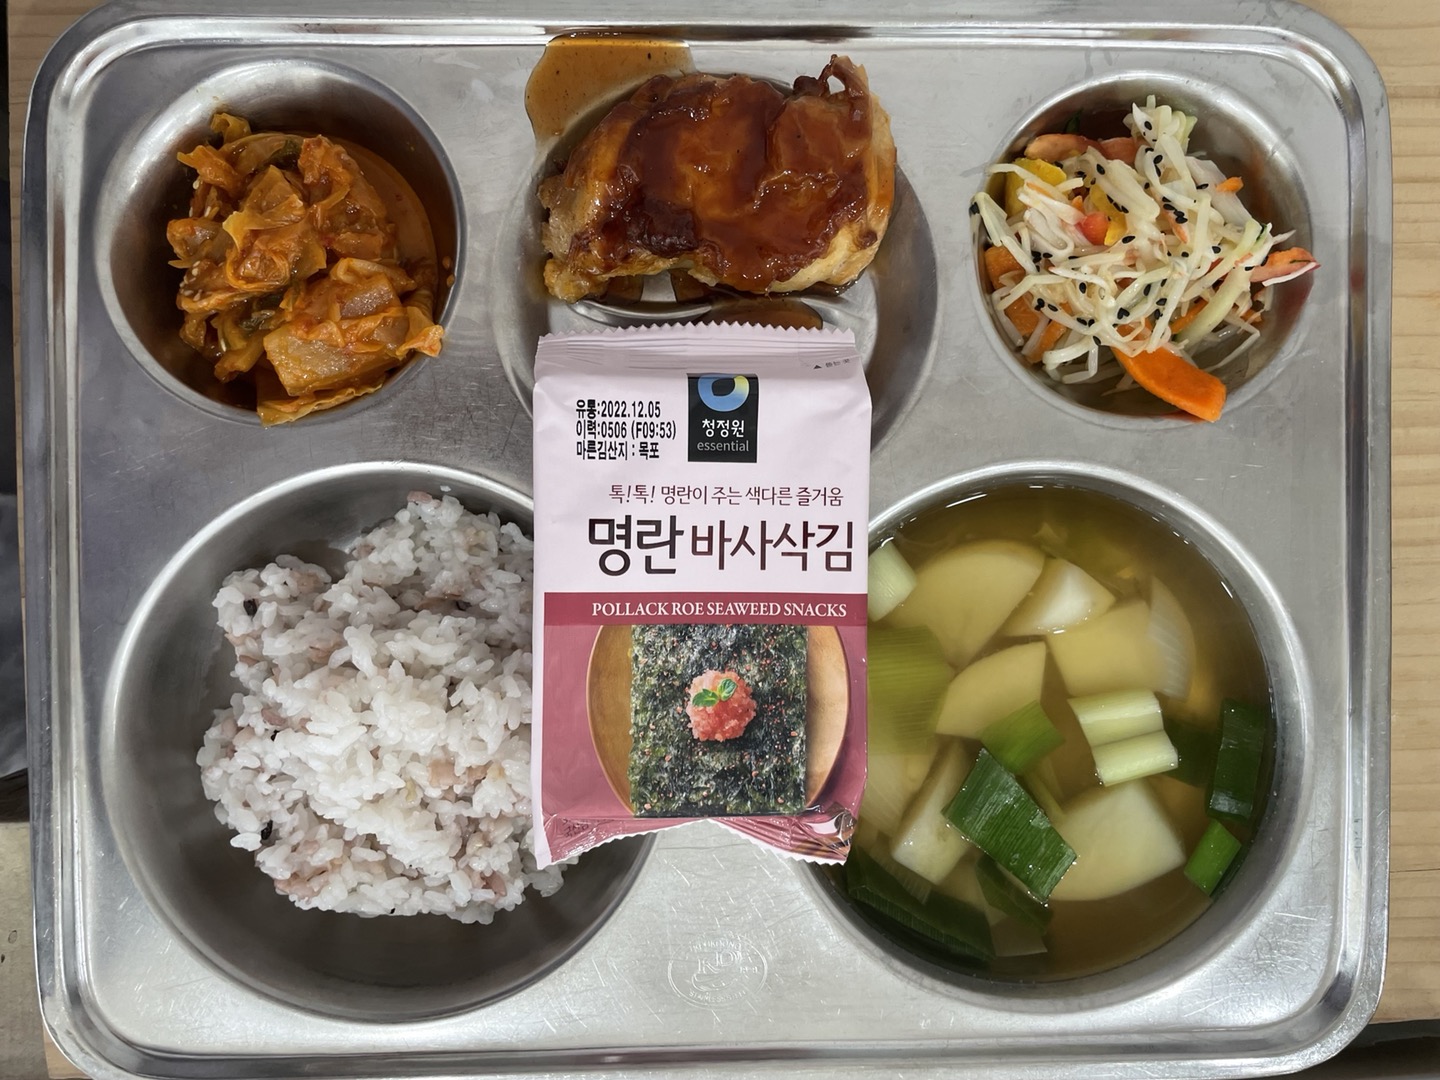 유통:2022.12.05
이력:0506 (F09:53)
마른김산지 : 목포
청정원
essential
톡!톡! 명란이 주는 색다른 즐거움
명란 바사삭김
POLLACK ROE SEAWEED SNACKS